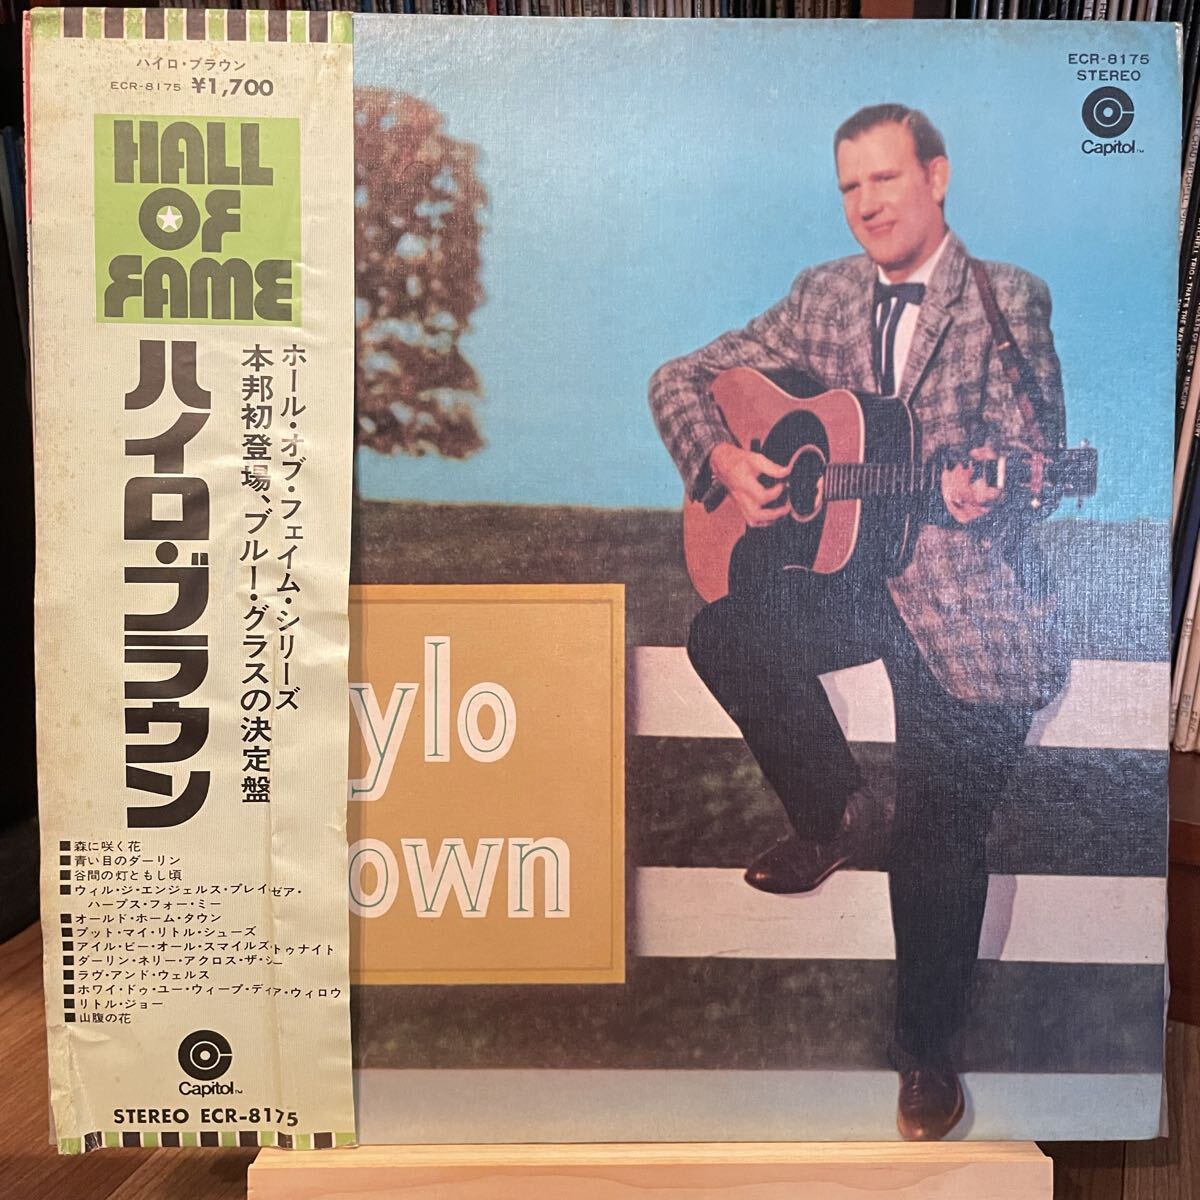 ハイロ・ブラウン
ECR-8175 ¥1,700
HALL
OF
FAME
ハイロ・ブラウン
ホール・オブ・フェイム・シリーズ
本邦初登場、ブルー・グラスの決定盤
■森に咲く花
■青い目のダーリン
■谷間の灯ともし頃
■ウィル・ジ・エンジェルス・プレイ・ゼア・
ハープス・フォー・ミー
■オールド・ホーム・タウン
■プット・マイ・リトル・シューズ
■アイル・ビー・オール・スマイルズ・トゥナイト
■ダーリン・ネリー・アクロス・ザ・シー
■ラヴ・アンド・ウェルス
■ホワイ・ドゥ・ユー・ウィープ・ディア・ウィロウ
■リトル・ジョー
■山腹の花
Capitol™
STEREO ECR-8175
ECR-8175
STEREO
Capitol™
ylo
own